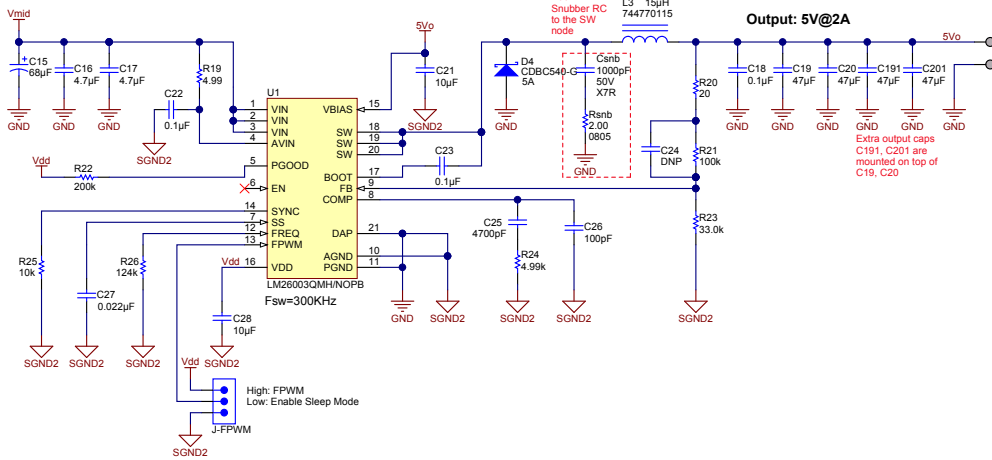 Vmid
C15
68µF
C16
4.7µF
C17
4.7µF
R19
4.99
C22
0.1µF
GND
GND
GND
SGND2
U1
1 VIN
2 VIN
3 VIN
4 AVIN
5 PGOOD
6 EN
14 SYNC
7 SS
12 FREQ
13 FPWM
16 VDD
VBIAS 15
SW 18
SW 19
SW 20
BOOT 17
FB 9
COMP 8
DAP 21
AGND 10
PGND 11
LM26003QMH/NOPB
Fsw=300KHz
Vdd
R22
200k
R25
10k
C27
0.022µF
R26
124k
Vdd
C28
10µF
SGND2
SGND2
SGND2
SGND2
Vdd
High: FPWM
Low: Enable Sleep Mode
J-FPWM
SGND2
5Vo
C21
10µF
SGND2
C23
0.1µF
GND
SGND2
C25
4700pF
R24
4.99k
C26
100pF
SGND2
SGND2
D4
CDBC540-G
5A
GND
Snubber RC
to the SW
node
Csnb
1000pF
50V
X7R
Rsnb
2.00
0805
GND
L3 15µH
744770115
Output: 5V@2A
5Vo
R20
20
C24
DNP
R21
100k
R23
33.0k
SGND2
C18
0.1µF
C19
47µF
C20
47µF
C191
47µF
C201
47µF
GND
GND
GND
GND
GND
GND
Extra output caps
C191, C201 are
mounted on top of
C19, C20